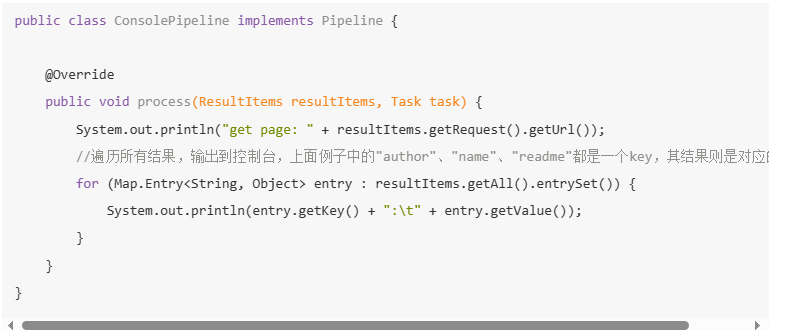 public class ConsolePipeline implements Pipeline {
@Override
public void process(ResultItems resultItems, Task task) {
System.out.println("get page: " + resultItems.getRequest().getUrl());
//遍历所有结果，输出到控制台，上面例子中的"author"、"name"、"readme"都是一个key，其结果则是对应的
for (Map.Entry<String, Object> entry : resultItems.getAll().entrySet()) {
System.out.println(entry.getKey() + ":\t" + entry.getValue());
}
}
}